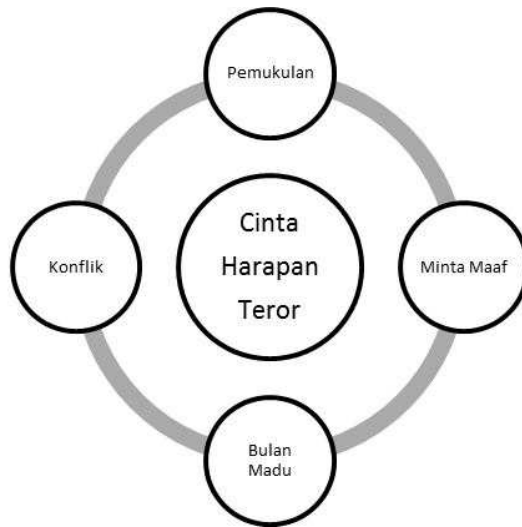 Pemukulan
Cinta
Harapan
Teror
Konflik
Minta Maaf
Bulan
Madu